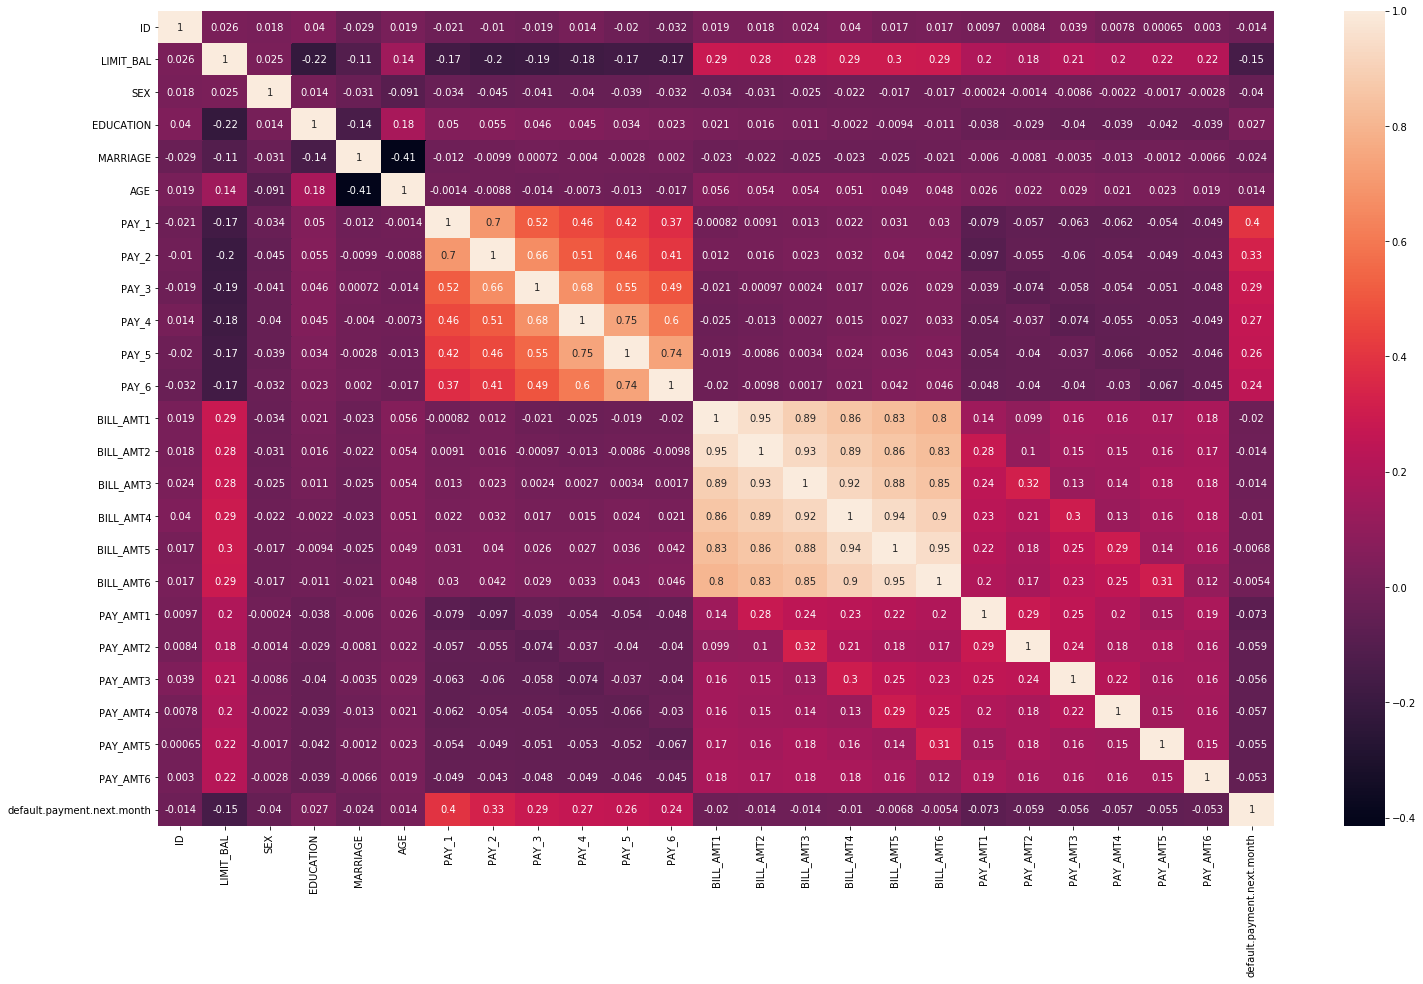 ID 1 0.026 0.018 0.04 -0.029 0.019 -0.021 -0.01 -0.019 0.014 -0.02 -0.032 0.019 0.018 0.024 0.04 0.017 0.017 0.0097 0.0084 0.039 0.0078 0.00065 0.003 -0.014
LIMIT_BAL 0.026 1 0.025 -0.22 -0.11 0.14 -0.17 -0.2 -0.19 -0.18 -0.17 -0.17 0.29 0.28 0.28 0.29 0.3 0.29 0.2 0.18 0.21 0.2 0.22 0.22 -0.15
SEX 0.018 0.025 1 0.014 -0.031 -0.091 -0.034 -0.045 -0.041 -0.04 -0.039 -0.032 -0.034 -0.031 -0.025 -0.022 -0.017 -0.017 -0.00024 -0.0014 -0.0086 -0.0022 -0.0017 -0.0028 -0.04
EDUCATION 0.04 -0.22 0.014 1 -0.14 0.18 0.05 0.055 0.046 0.045 0.034 0.023 0.021 0.016 0.011 -0.0022 -0.0094 -0.011 -0.038 -0.029 -0.04 -0.039 -0.042 -0.039 0.027
MARRIAGE -0.029 -0.11 -0.031 -0.14 1 -0.41 -0.012 -0.0099 0.00072 -0.004 -0.0028 0.002 -0.023 -0.022 -0.025 -0.023 -0.025 -0.021 -0.006 -0.0081 -0.0035 -0.013 -0.0012 -0.0066 -0.024
AGE 0.019 0.14 -0.091 0.18 -0.41 1 -0.0014 -0.0088 -0.014 -0.0073 -0.013 -0.017 0.056 0.054 0.054 0.051 0.049 0.048 0.026 0.022 0.029 0.021 0.023 0.019 0.014
PAY_1 -0.021 -0.17 -0.034 0.05 -0.012 -0.0014 1 0.7 0.52 0.46 0.42 0.37 -0.00082 0.0091 0.013 0.022 0.031 0.03 -0.079 -0.057 -0.063 -0.062 -0.054 -0.049 0.4
PAY_2 -0.01 -0.2 -0.045 0.055 -0.0099 -0.0088 0.7 1 0.66 0.51 0.46 0.41 0.012 0.016 0.023 0.032 0.04 0.042 -0.097 -0.055 -0.06 -0.054 -0.049 -0.043 0.33
PAY_3 -0.019 -0.19 -0.041 0.046 0.00072 -0.014 0.52 0.66 1 0.68 0.55 0.49 -0.021 -0.00097 0.0024 0.017 0.026 0.029 -0.039 -0.074 -0.058 -0.054 -0.051 -0.048 0.29
PAY_4 0.014 -0.18 -0.04 0.045 -0.004 -0.0073 0.46 0.51 0.68 1 0.75 0.6 -0.025 -0.013 0.0027 0.015 0.027 0.033 -0.054 -0.037 -0.074 -0.055 -0.053 -0.049 0.27
PAY_5 -0.02 -0.17 -0.039 0.034 -0.0028 -0.013 0.42 0.46 0.55 0.75 1 0.74 -0.019 -0.0086 0.0034 0.024 0.036 0.043 -0.054 -0.04 -0.037 -0.066 -0.052 -0.046 0.26
PAY_6 -0.032 -0.17 -0.032 0.023 0.002 -0.017 0.37 0.41 0.49 0.6 0.74 1 -0.02 -0.0098 0.0017 0.021 0.042 0.046 -0.048 -0.04 -0.04 -0.03 -0.067 -0.045 0.24
BILL_AMT1 0.019 0.29 -0.034 0.021 -0.023 0.056 -0.00082 0.012 -0.021 -0.025 -0.019 -0.02 1 0.95 0.89 0.86 0.83 0.8 0.14 0.099 0.16 0.16 0.17 0.18 -0.02
BILL_AMT2 0.018 0.28 -0.031 0.016 -0.022 0.054 0.0091 0.016 -0.00097 -0.013 -0.0086 -0.0098 0.95 1 0.93 0.89 0.86 0.83 0.28 0.1 0.15 0.15 0.16 0.17 -0.014
BILL_AMT3 0.024 0.28 -0.025 0.011 -0.025 0.054 0.013 0.023 0.0024 0.0027 0.0034 0.0017 0.89 0.93 1 0.92 0.88 0.85 0.24 0.32 0.13 0.14 0.18 0.18 -0.014
BILL_AMT4 0.04 0.29 -0.022 -0.0022 -0.023 0.051 0.022 0.032 0.017 0.015 0.024 0.021 0.86 0.89 0.92 1 0.94 0.9 0.23 0.21 0.3 0.13 0.16 0.18 -0.01
BILL_AMT5 0.017 0.3 -0.017 -0.0094 -0.025 0.049 0.031 0.04 0.026 0.027 0.036 0.042 0.83 0.86 0.88 0.94 1 0.95 0.22 0.18 0.25 0.29 0.14 0.16 -0.0068
BILL_AMT6 0.017 0.29 -0.017 -0.011 -0.021 0.048 0.03 0.042 0.029 0.033 0.043 0.046 0.8 0.83 0.85 0.9 0.95 1 0.2 0.17 0.23 0.25 0.31 0.12 -0.0054
PAY_AMT1 0.0097 0.2 -0.00024 -0.038 -0.006 0.026 -0.079 -0.097 -0.039 -0.054 -0.054 -0.048 0.14 0.28 0.24 0.23 0.22 0.2 1 0.29 0.25 0.2 0.15 0.19 -0.073
PAY_AMT2 0.0084 0.18 -0.0014 -0.029 -0.0081 0.022 -0.057 -0.055 -0.074 -0.037 -0.04 -0.04 0.099 0.1 0.32 0.21 0.18 0.17 0.29 1 0.24 0.18 0.18 0.16 -0.059
PAY_AMT3 0.039 0.21 -0.0086 -0.04 -0.0035 0.029 -0.063 -0.06 -0.058 -0.074 -0.037 -0.04 0.16 0.15 0.13 0.3 0.25 0.23 0.25 0.24 1 0.22 0.16 0.16 -0.056
PAY_AMT4 0.0078 0.2 -0.0022 -0.039 -0.013 0.021 -0.062 -0.054 -0.054 -0.055 -0.066 -0.03 0.16 0.15 0.14 0.13 0.29 0.25 0.2 0.18 0.22 1 0.15 0.16 -0.057
PAY_AMT5 0.00065 0.22 -0.0017 -0.042 -0.0012 0.023 -0.054 -0.049 -0.051 -0.053 -0.052 -0.067 0.17 0.16 0.18 0.16 0.14 0.31 0.15 0.18 0.16 0.15 1 0.15 -0.055
PAY_AMT6 0.003 0.22 -0.0028 -0.039 -0.0066 0.019 -0.049 -0.043 -0.048 -0.049 -0.046 -0.045 0.18 0.17 0.18 0.18 0.16 0.12 0.19 0.16 0.16 0.16 0.15 1 -0.053
default.payment.next.month -0.014 -0.15 -0.04 0.027 -0.024 0.014 0.4 0.33 0.29 0.27 0.26 0.24 -0.02 -0.014 -0.014 -0.01 -0.0068 -0.0054 -0.073 -0.059 -0.056 -0.057 -0.055 -0.053 1
ID LIMIT_BAL SEX EDUCATION MARRIAGE AGE PAY_1 PAY_2 PAY_3 PAY_4 PAY_5 PAY_6 BILL_AMT1 BILL_AMT2 BILL_AMT3 BILL_AMT4 BILL_AMT5 BILL_AMT6 PAY_AMT1 PAY_AMT2 PAY_AMT3 PAY_AMT4 PAY_AMT5 PAY_AMT6 default.payment.next.month
1.0
0.8
0.6
0.4
0.2
0.0
−0.2
−0.4